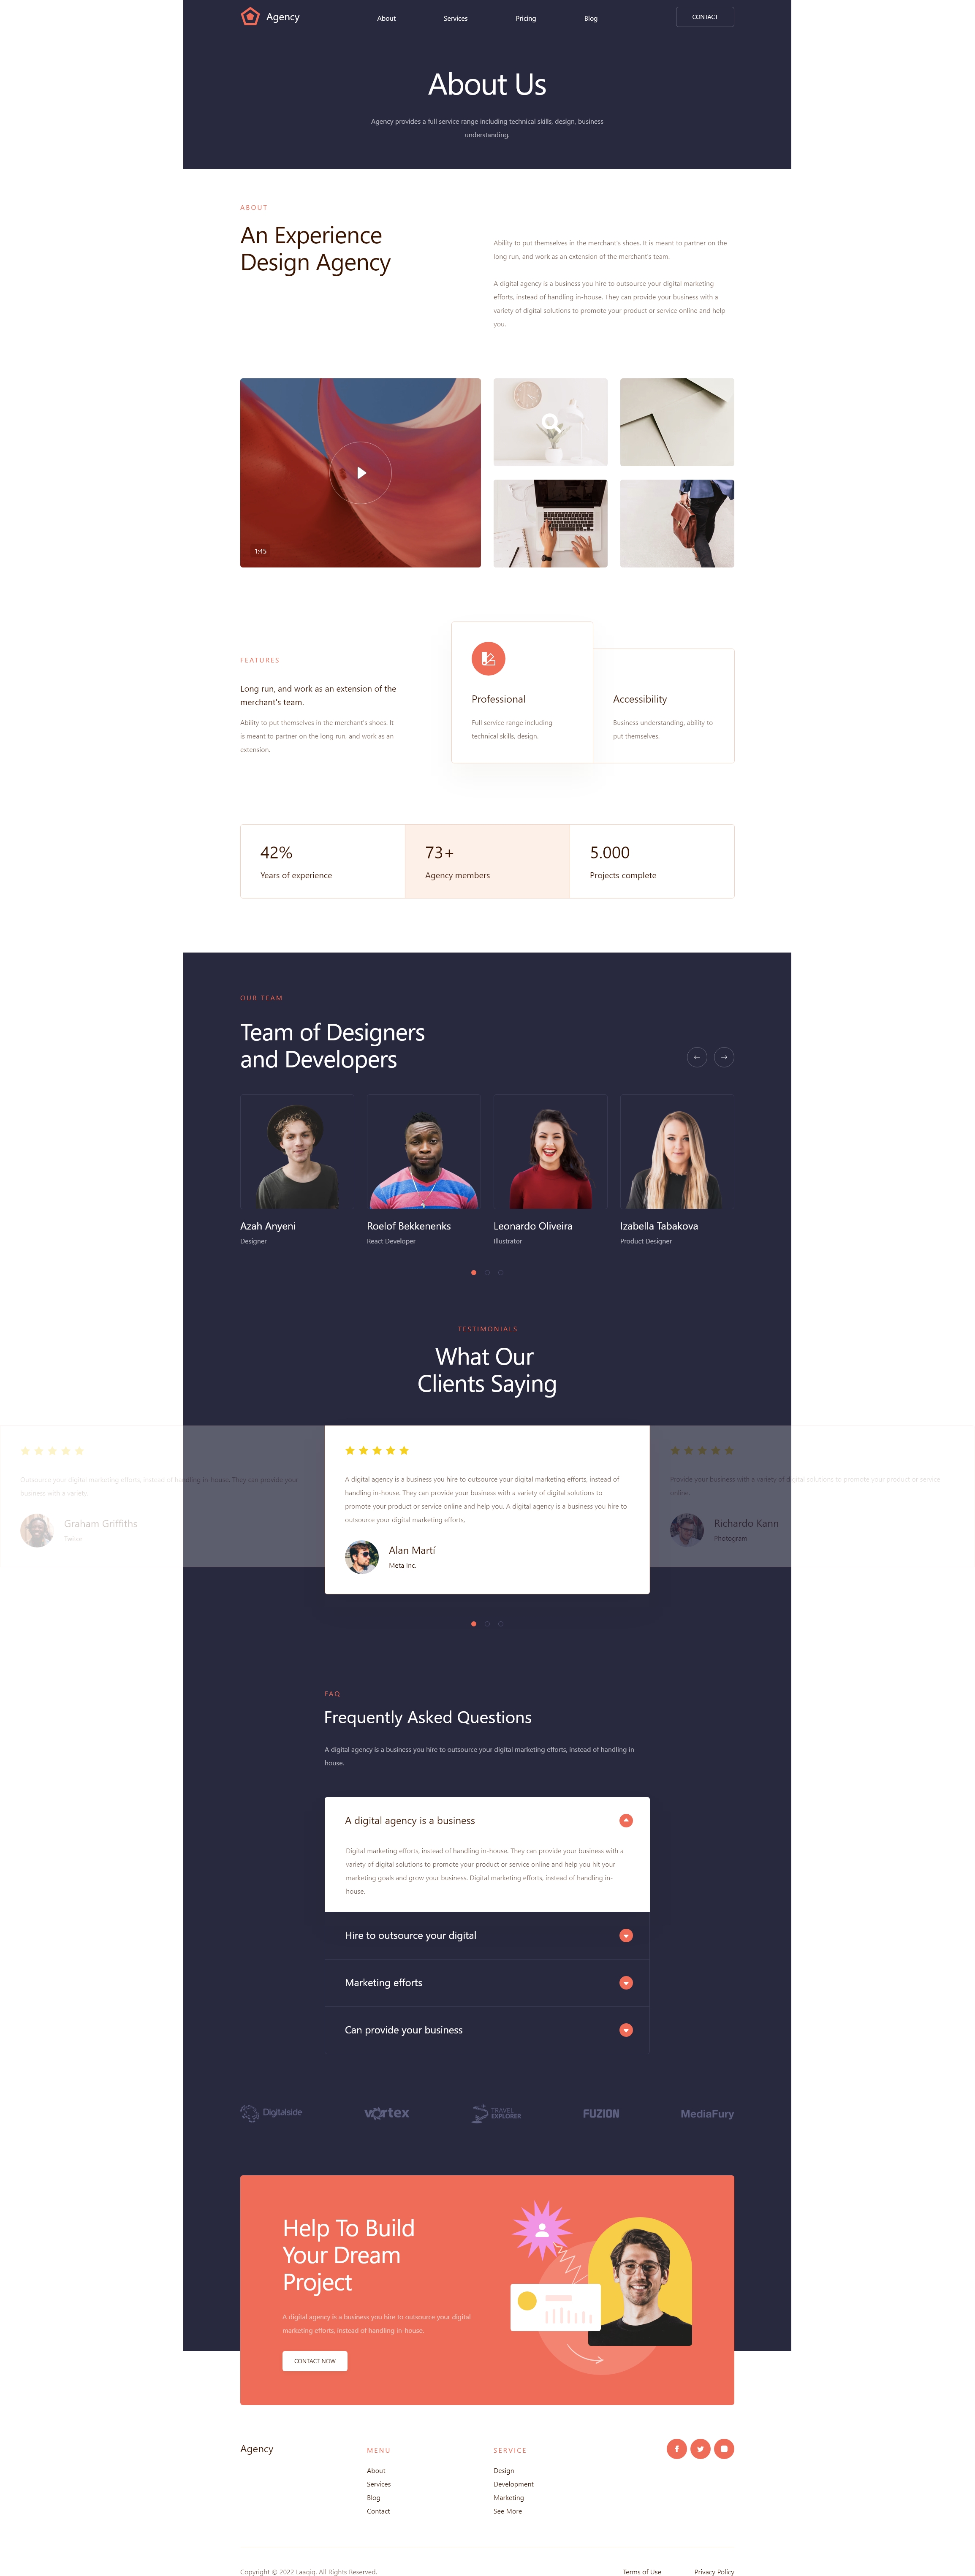 Agency
About
Services
Pricing
Blog
CONTACT
About Us
Agency provides a full service range including technical skills, design, business
understanding.
ABOUT
An Experience
Design Agency
Ability to put themselves in the merchant's shoes. It is meant to partner on the
long run, and work as an extension of the merchant's team.
A digital agency is a business you hire to outsource your digital marketing
efforts, instead of handling in-house. They can provide your business with a
variety of digital solutions to promote your product or service online and help
you.
1:45
FEATURES
Long run, and work as an extension of the
merchant's team.
Ability to put themselves in the merchant's shoes. It
is meant to partner on the long run, and work as an
extension.
Professional
Full service range including
technical skills, design.
Accessibility
Business understanding, ability to
put themselves.
42%
Years of experience
73+
Agency members
5.000
Projects complete
OUR TEAM
Team of Designers
and Developers
Azah Anyeni
Designer
Roelof Bekkenenks
React Developer
Leonardo Oliveira
Illustrator
Izabella Tabakova
Product Designer
TESTIMONIALS
What Our
Clients Saying
Outsource your digital marketing efforts, instead of handling in-house. They can provide your
business with a variety.
Graham Griffiths
Twitter
A digital agency is a business you hire to outsource your digital marketing efforts, instead of
handling in-house. They can provide your business with a variety of digital solutions to
promote your product or service online and help you. A digital agency is a business you hire to
outsource your digital marketing efforts,
Alan Martí
Meta Inc.
Provide your business with a variety of digital solutions to promote your product or service
online.
Richardo Kann
Photogram
FAQ
Frequently Asked Questions
A digital agency is a business you hire to outsource your digital marketing efforts, instead of handling in-
house.
A digital agency is a business
Digital marketing efforts, instead of handling in-house. They can provide your business with a
variety of digital solutions to promote your product or service online and help you hit your
marketing goals and grow your business. Digital marketing efforts, instead of handling in-
house.
Hire to outsource your digital
Marketing efforts
Can provide your business
Digitalside
vortex
TRAVEL
EXPLORER
FUZION
MediaFury
Help To Build
Your Dream
Project
A digital agency is a business you hire to outsource your digital
marketing efforts, instead of handling in-house.
CONTACT NOW
Agency
MENU
About
Services
Blog
Contact
SERVICE
Design
Development
Marketing
See More
Copyright © 2022 Laaqiq. All Rights Reserved.
Terms of Use
Privacy Policy